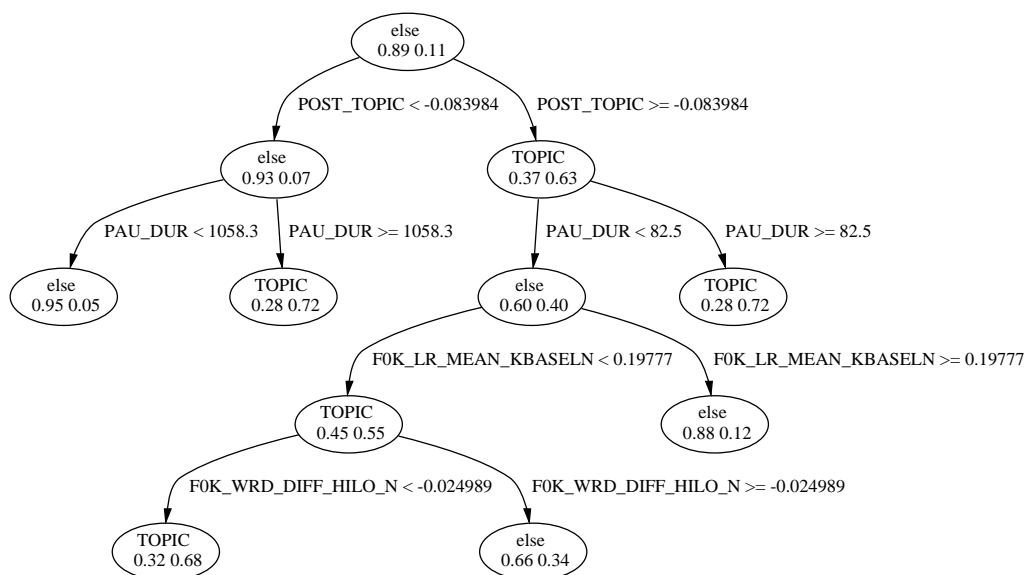 else
0.89 0.11
POST_TOPIC < -0.083984
POST_TOPIC >= -0.083984
else
0.93 0.07
TOPIC
0.37 0.63
PAU_DUR < 1058.3
PAU_DUR >= 1058.3
PAU_DUR < 82.5
PAU_DUR >= 82.5
else
0.95 0.05
TOPIC
0.28 0.72
else
0.60 0.40
TOPIC
0.28 0.72
F0K_LR_MEAN_KBASELN < 0.19777
F0K_LR_MEAN_KBASELN >= 0.19777
TOPIC
0.45 0.55
else
0.88 0.12
F0K_WRD_DIFF_HILO_N < -0.024989
F0K_WRD_DIFF_HILO_N >= -0.024989
TOPIC
0.32 0.68
else
0.66 0.34